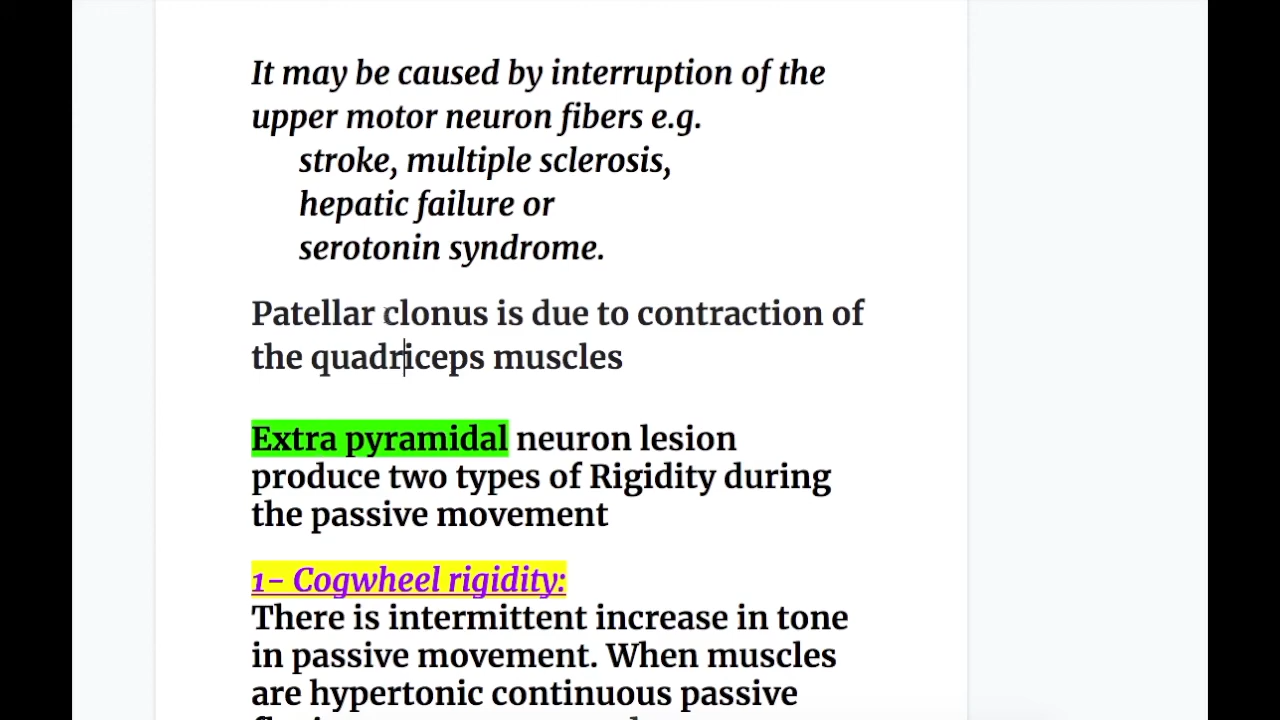 It may be caused by interruption of the
upper motor neuron fibers e.g.
stroke, multiple sclerosis,
hepatic failure or
serotonin syndrome.
Patellar clonus is due to contraction of
the quadriceps muscles
Extra pyramidal neuron lesion
produce two types of Rigidity during
the passive movement
1- Cogwheel rigidity:
There is intermittent increase in tone
in passive movement. When muscles
are hypertonic continuous passive